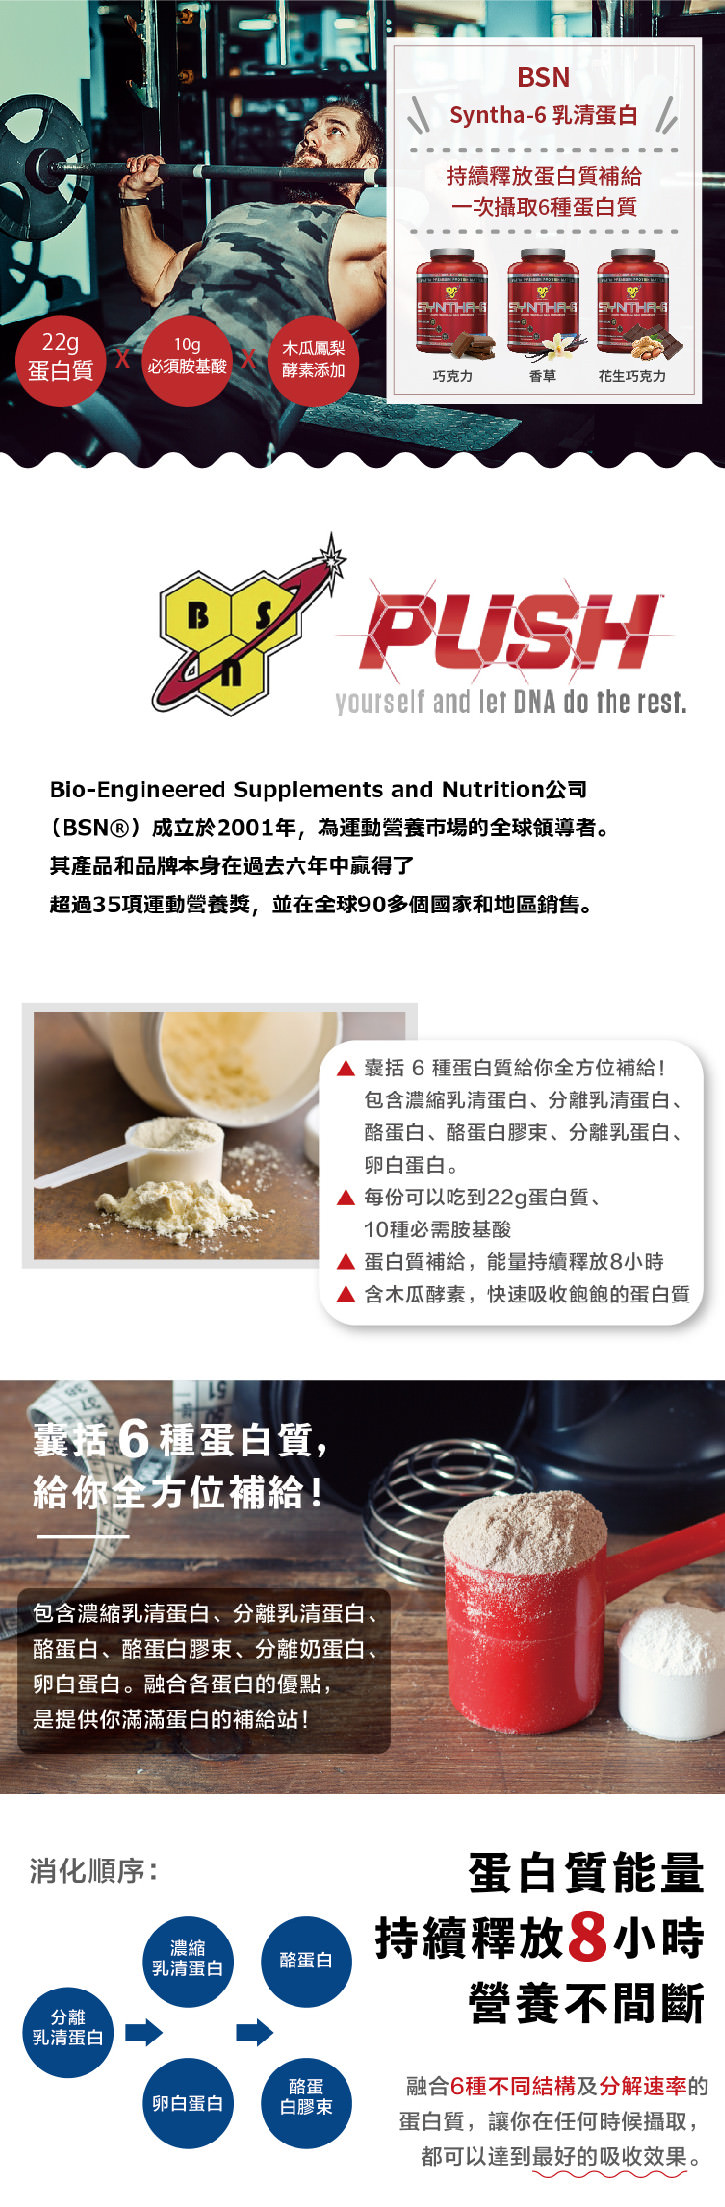 BSN
Syntha-6 乳清蛋白
持續釋放蛋白質補給
一次攝取6種蛋白質
SYNTHA-6
SYNTHA-6
SYNTHA-6
巧克力
香草
花生巧克力
22g
蛋白質
X
10g
必須胺基酸
X
木瓜鳳梨
酵素添加
B S n
PUSH
yourself and let DNA do the rest.
Bio-Engineered Supplements and Nutrition公司
（BSN®）成立於2001年，為運動營養市場的全球領導者。
其產品和品牌本身在過去六年中贏得了
超過35項運動營養獎，並在全球90多個國家和地區銷售。
▲ 囊括 6 種蛋白質給你全方位補給！
包含濃縮乳清蛋白、分離乳清蛋白、
酪蛋白、酪蛋白膠束、分離乳蛋白、
卵白蛋白。
▲ 每份可以吃到22g蛋白質、
10種必需胺基酸
▲ 蛋白質補給，能量持續釋放8小時
▲ 含木瓜酵素，快速吸收飽飽的蛋白質
囊括6種蛋白質，
給你全方位補給！
包含濃縮乳清蛋白、分離乳清蛋白、
酪蛋白、酪蛋白膠束、分離奶蛋白、
卵白蛋白。融合各蛋白的優點，
是提供你滿滿蛋白的補給站！
消化順序：
分離
乳清蛋白
濃縮
乳清蛋白
卵白蛋白
酪蛋白
酪蛋
白膠束
蛋白質能量
持續釋放8小時
營養不間斷
融合6種不同結構及分解速率的
蛋白質，讓你在任何時候攝取，
都可以達到最好的吸收效果。